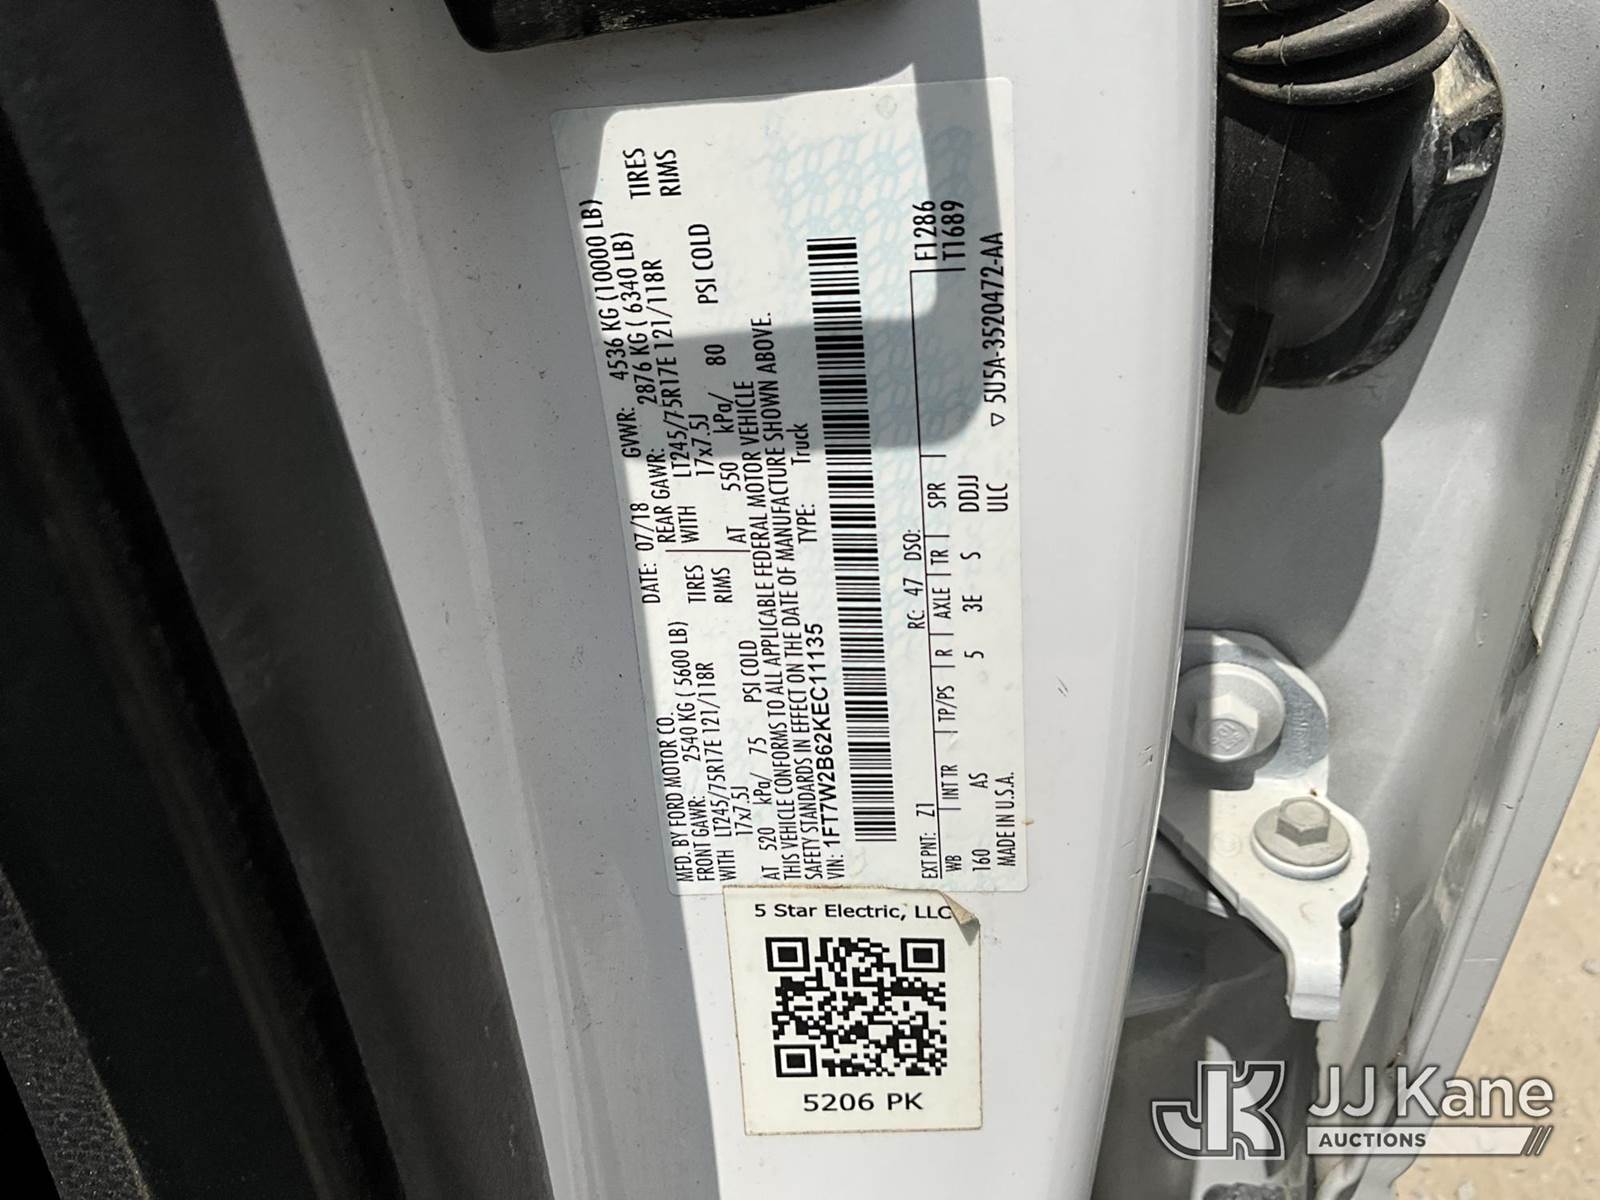 MFD. BY FORD MOTOR CO.
DATE: 07/18 GVWR: 4536 KG (10000 LB)
FRONT GAWR: 2540 KG ( 5600 LB) REAR GAWR: 2876 KG ( 6340 LB)
WITH LT245/75R17E 121/118R TIRES WITH LT245/75R17E 121/118R TIRES
17x7.5J RIMS 17x7.5J RIMS
AT 520 kPa/ 75 PSI COLD AT 550 kPa/ 80 PSI COLD
THIS VEHICLE CONFORMS TO ALL APPLICABLE FEDERAL MOTOR VEHICLE
SAFETY STANDARDS IN EFFECT ON THE DATE OF MANUFACTURE SHOWN ABOVE.
VIN: 1FT7W2B62KEC11135 TYPE: Truck
EXT PNT: Z1 RC: 47 DSO: F1286
WB INT TR TP/PS R AXLE TR SPR T1689
160 AS 5 3E S DDJJ
MADE IN U.S.A. ULC ▽ 5U5A-3520472-AA
5 Star Electric, LLC
5206 PK
JK JJ Kane
AUCTIONS